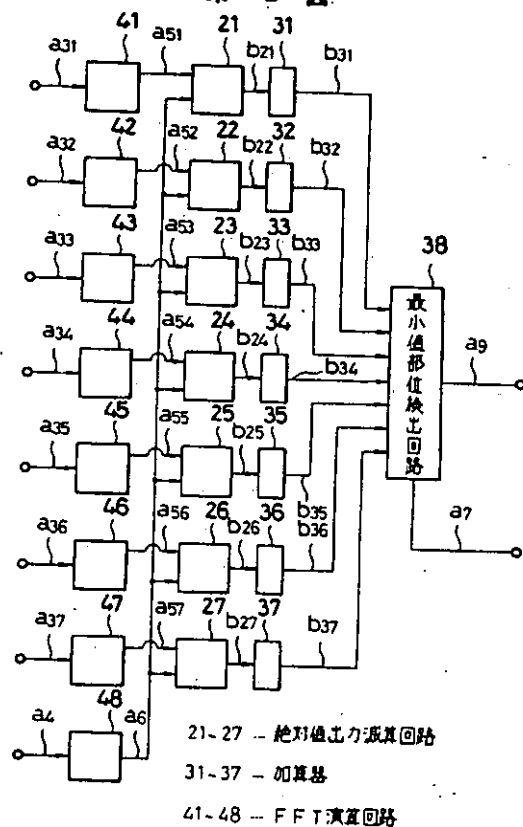 41 a51 21 31
a31 b21 b31
42 a52 22 32
a32 b22 b32
43 a53 23 33
a33 b23 b33 38
44 a54 24 34
a34 b24 b34 a9
最小値部位検出回路
45 a55 25 35
a35 b25 b35
46 a56 26 36
a36 b26 b36 a7
47 a57 27 37
a37 b27 b37
48
a4 a6
21~27 --- 絶対値出力減算回路
31~37 --- 加算器
41~48 --- FFT演算回路